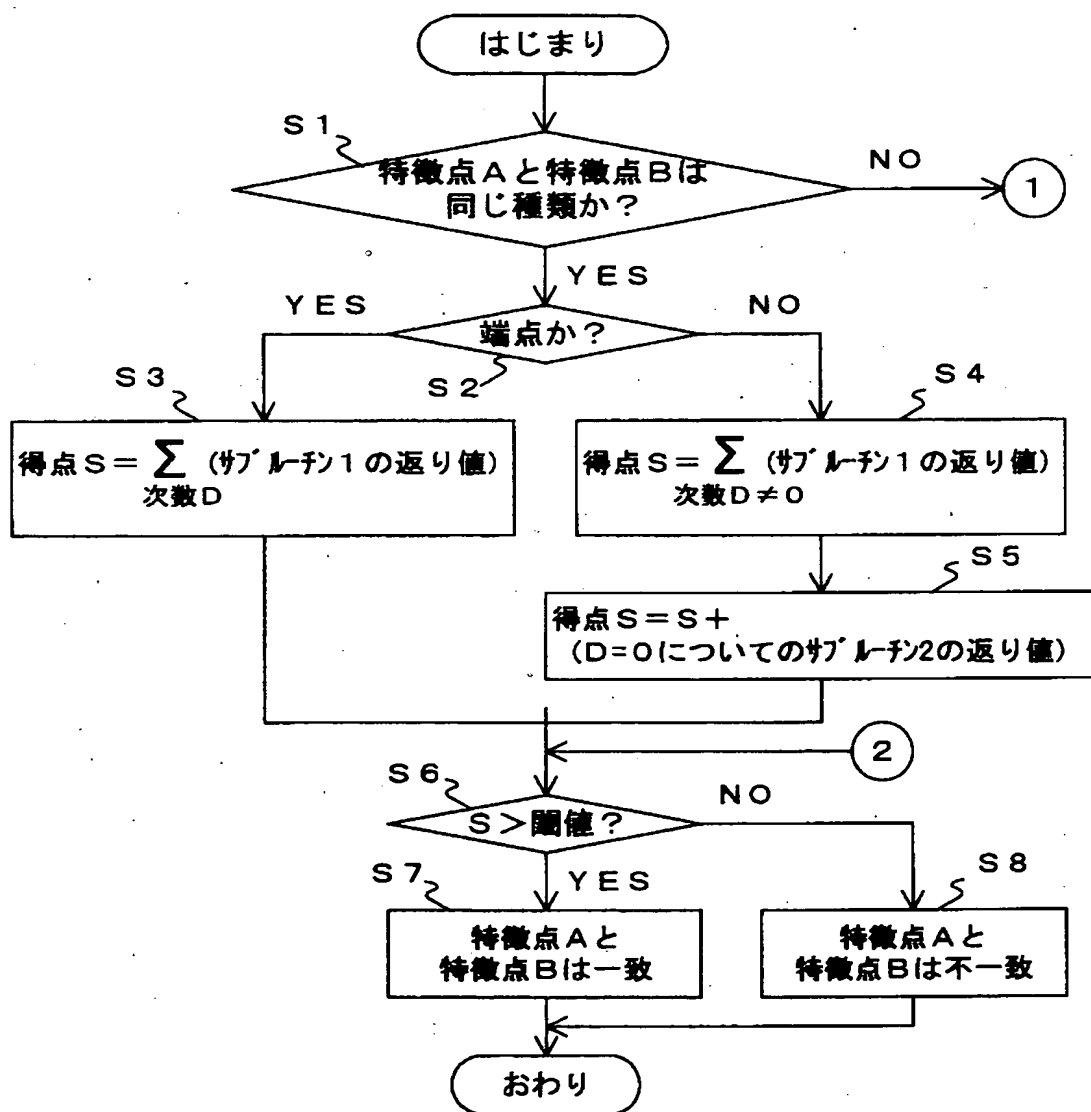 はじまり
S1
特徴点Aと特徴点Bは
同じ種類か?
NO
1
YES
YES
NO
端点か?
S2
S3
S4
得点S=Σ(サブルーチン1の返り値)
次数D
得点S=Σ(サブルーチン1の返り値)
次数D≠0
S5
得点S=S+
(D=0についてのサブルーチン2の返り値)
2
S6
NO
S>閾値?
S7
YES
S8
特徴点Aと
特徴点Bは一致
特徴点Aと
特徴点Bは不一致
おわり